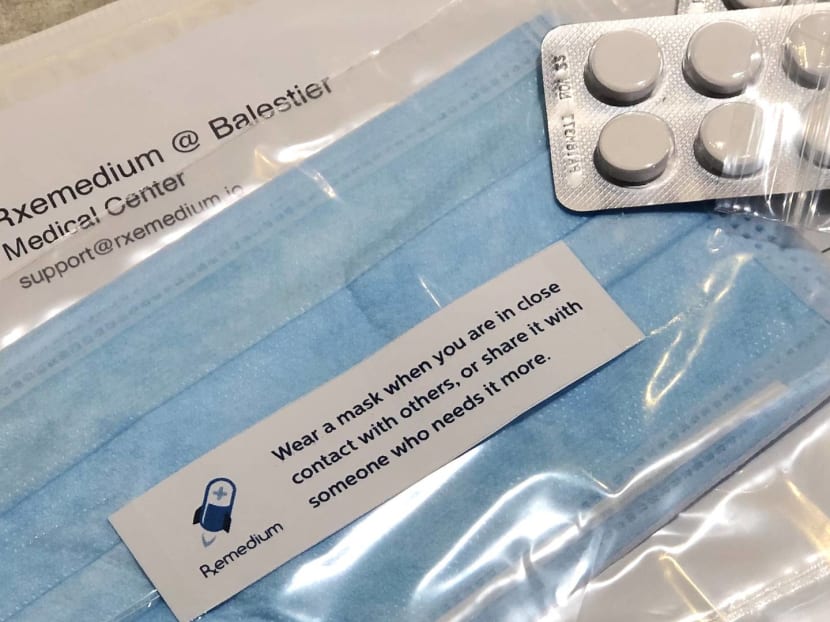 Rxemedium @ Balestier
Medical Center
support@rxemedium.io
Wear a mask when you are in close
contact with others, or share it with
someone who needs it more.
Rxemedium